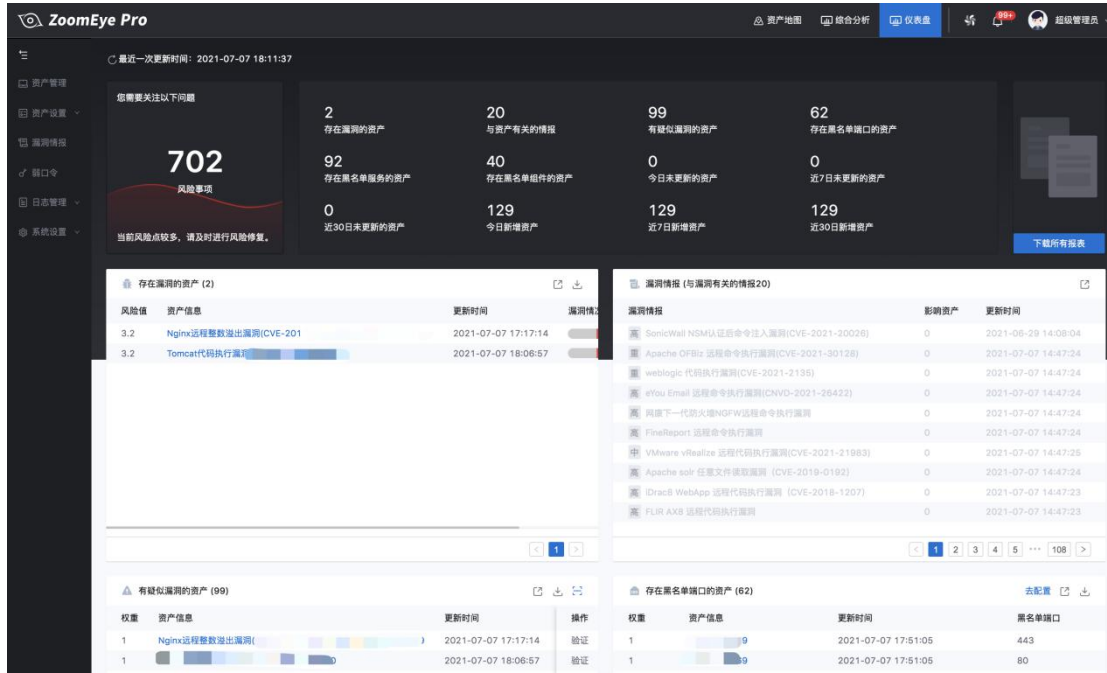 ZoomEye Pro
资产地图 综合分析 仪表盘 99+ 超级管理员
最近一次更新时间：2021-07-07 18:11:37
资产管理
资产设置
漏洞情报
弱口令
日志管理
系统设置
您需要关注以下问题
702
风险事项
当前风险点较多，请及时进行风险修复。
2 20 99 62
存在漏洞的资产 与资产有关的情报 有疑似漏洞的资产 存在黑名单端口的资产
92 40 0 0
存在黑名单服务的资产 存在黑名单组件的资产 今日未更新的资产 近7日未更新的资产
0 129 129 129
近30日未更新的资产 今日新增资产 近7日新增资产 近30日新增资产
下载所有报表
存在漏洞的资产 (2)
风险值 资产信息 更新时间
3.2 Nginx远程整数溢出漏洞(CVE-201 2021-07-07 17:17:14
3.2 Tomcat代码执行漏 2021-07-07 18:06:57
1
漏洞情报 (与漏洞有关的情报20)
漏洞情报 影响资产 更新时间
高 SonicWall NSM认证后命令注入漏洞(CVE-2021-20026) 0 2021-06-29 14:08:04
重 Apache OFBiz 远程命令执行漏洞(CVE-2021-30128) 0 2021-07-07 14:47:24
重 weblogic 代码执行漏洞(CVE-2021-2135) 0 2021-07-07 14:47:24
高 eYou Email 远程命令执行漏洞(CNVD-2021-26422) 0 2021-07-07 14:47:24
高 网康下一代防火墙NGFW远程命令执行漏洞 0 2021-07-07 14:47:24
高 FineReport 远程命令执行漏洞 0 2021-07-07 14:47:24
中 VMware vRealize 远程代码执行漏洞(CVE-2021-21983) 0 2021-07-07 14:47:25
高 Apache solr 任意文件读取漏洞（CVE-2019-0192） 0 2021-07-07 14:47:24
高 iDrac8 WebApp 远程代码执行漏洞（CVE-2018-1207） 0 2021-07-07 14:47:23
高 FLIR AX8 远程代码执行漏洞 0 2021-07-07 14:47:23
1 2 3 4 5 ··· 108
有疑似漏洞的资产 (99)
权重 资产信息 更新时间 操作
1 Nginx远程整数溢出漏洞( ) 2021-07-07 17:17:14 验证
1 2021-07-07 18:06:57 验证
存在黑名单端口的资产 (62) 去配置
权重 资产信息 更新时间 黑名单端口
1 2021-07-07 17:51:05 443
1 2021-07-07 17:51:05 80